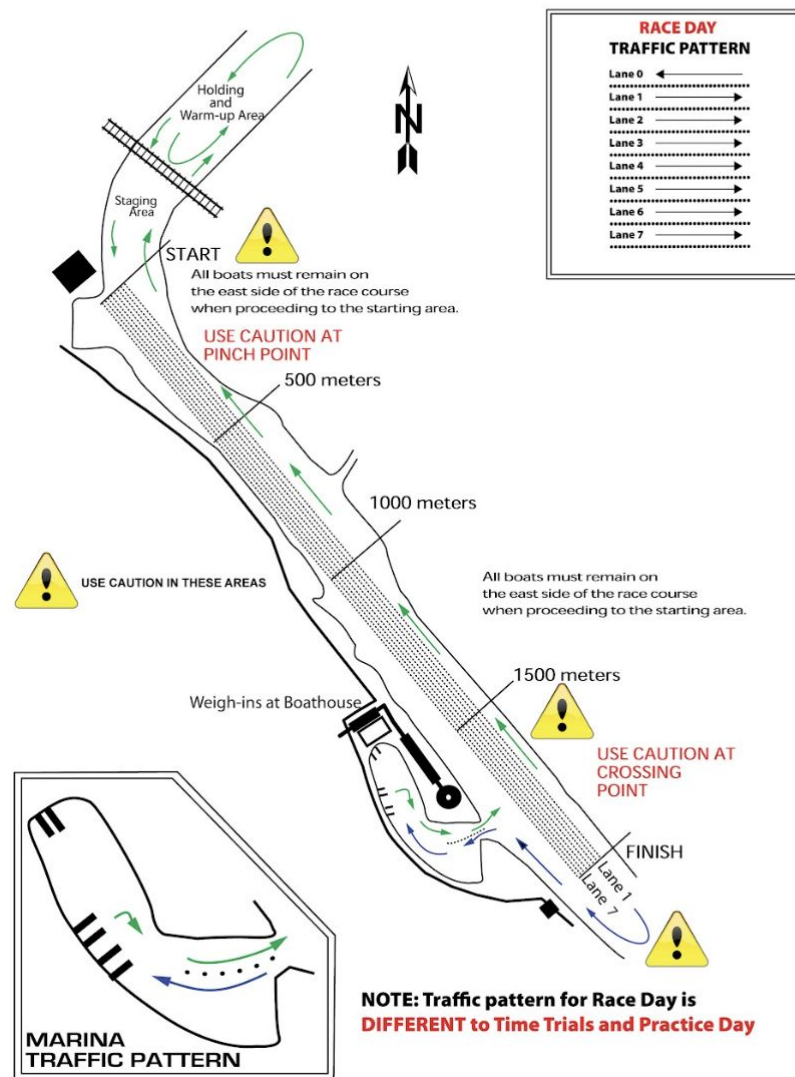 RACE DAY
TRAFFIC PATTERN
Lane 0
Lane 1
Lane 2
Lane 3
Lane 4
Lane 5
Lane 6
Lane 7
Holding
and
Warm-up Area
N
Staging
Area
START
All boats must remain on
the east side of the race course
when proceeding to the starting area.
USE CAUTION AT
PINCH POINT
500 meters
1000 meters
USE CAUTION IN THESE AREAS
All boats must remain on
the east side of the race course
when proceeding to the starting area.
1500 meters
Weigh-ins at Boathouse
USE CAUTION AT
CROSSING
POINT
FINISH
Lane 1
Lane 7
NOTE: Traffic pattern for Race Day is
DIFFERENT to Time Trials and Practice Day
MARINA
TRAFFIC PATTERN